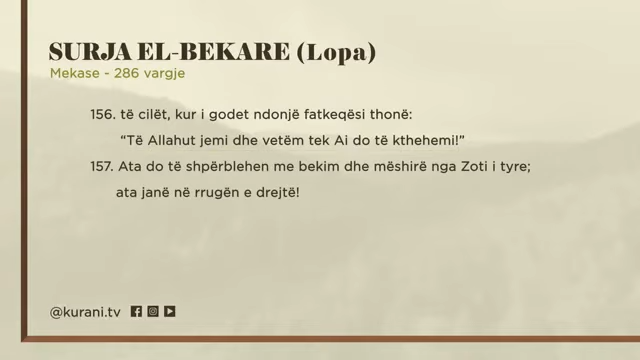 SURJA EL-BEKARE (Lopa)
Mekase - 286 vargje
156. të cilët, kur i godet ndonjë fatkeqësi thonë:
“Të Allahut jemi dhe vetëm tek Ai do të kthehemi!”
157. Ata do të shpërblehen me bekim dhe mëshirë nga Zoti i tyre;
ata janë në rrugën e drejtë!
@kurani.tv